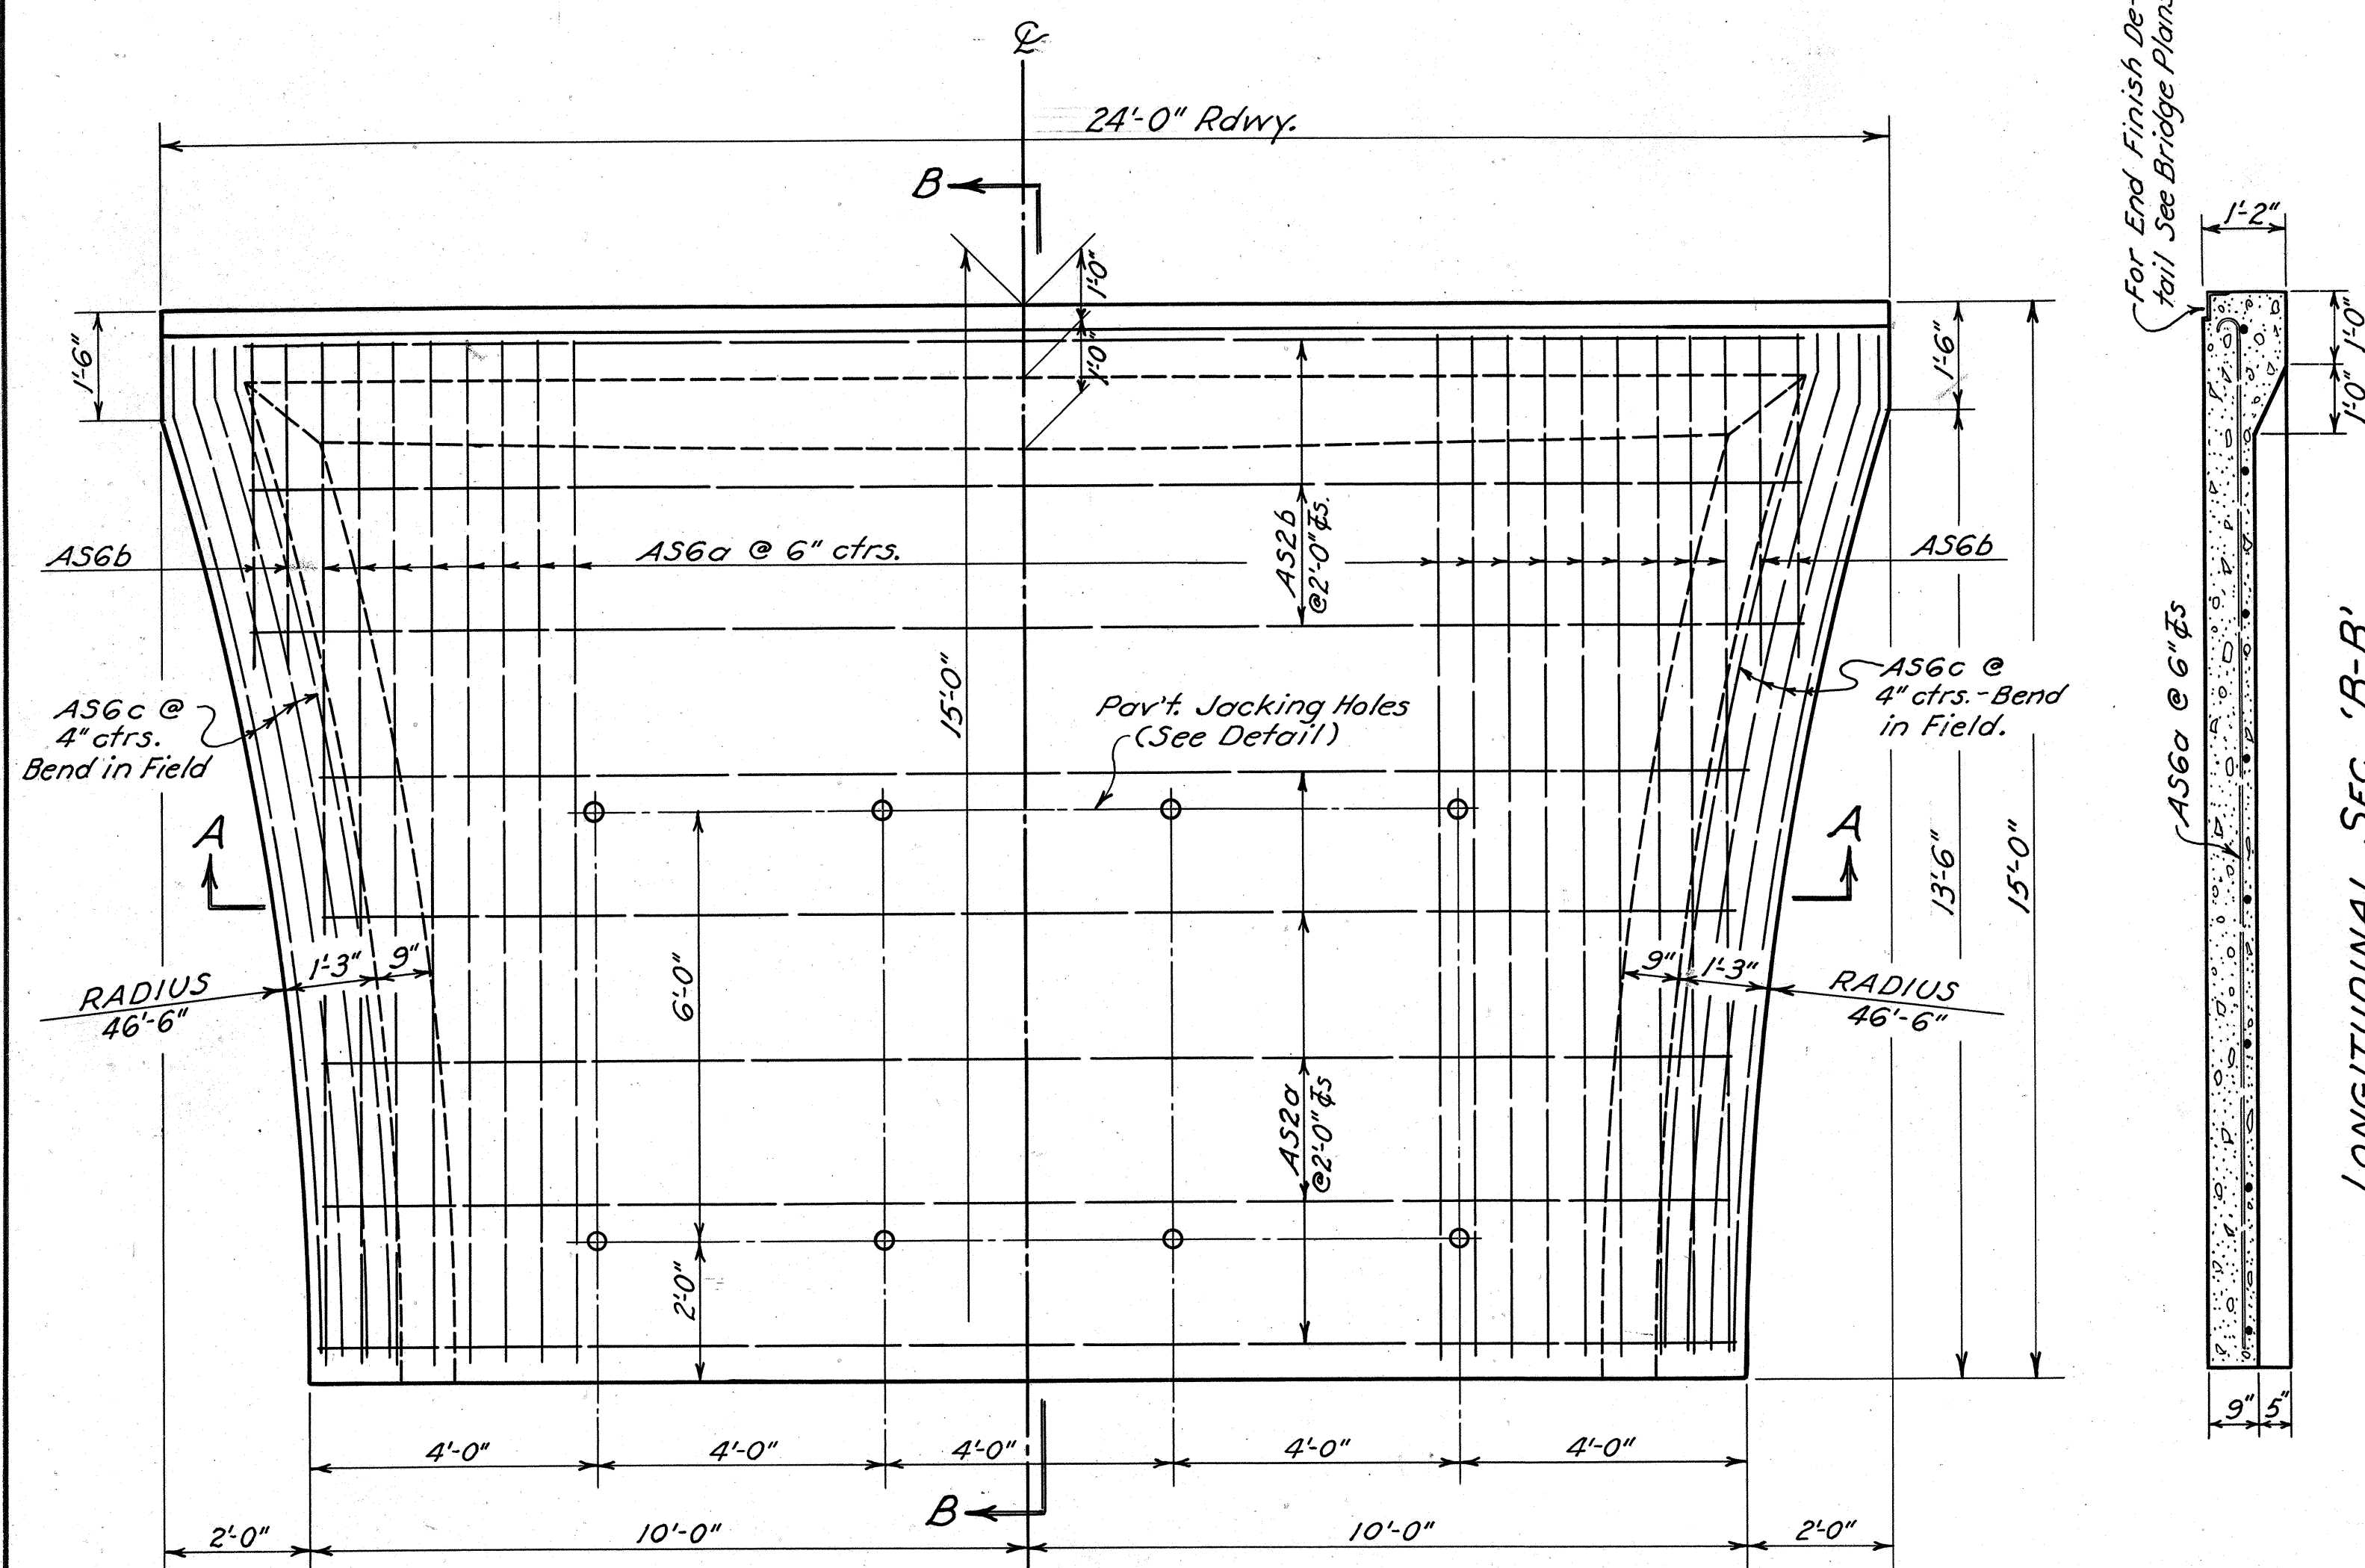 ℄
24'-0" Rdwy.
B
1'-0"
1'-0"
1'-6"
1'-6"
AS6b
AS6a @ 6" ctrs.
AS2b
@2'-0" ₵s.
AS6b
AS6c @
4" ctrs.
Bend in Field
15'-0"
Pav't. Jacking Holes
(See Detail)
AS6c @
4" ctrs. - Bend
in Field.
A
A
13'-6"
15'-0"
RADIUS
46'-6"
1'-3"
9"
6'-0"
9"
1'-3"
RADIUS
46'-6"
AS2a
@2'-0" ₵s
2'-0"
4'-0"
4'-0"
4'-0"
4'-0"
4'-0"
B
2'-0"
10'-0"
10'-0"
2'-0"
For End Finish De-
tail See Bridge Plans
1'-2"
1'-0"
1'-0"
AS6a @ 6" ₵s
9"
5"
LONGITUDINAL SEC. 'B-B'